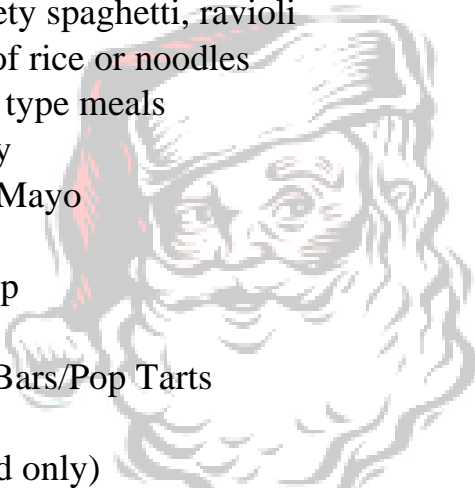 ety spaghetti, ravioli
of rice or noodles
type meals
y
Mayo
p
Bars/Pop Tarts
d only)